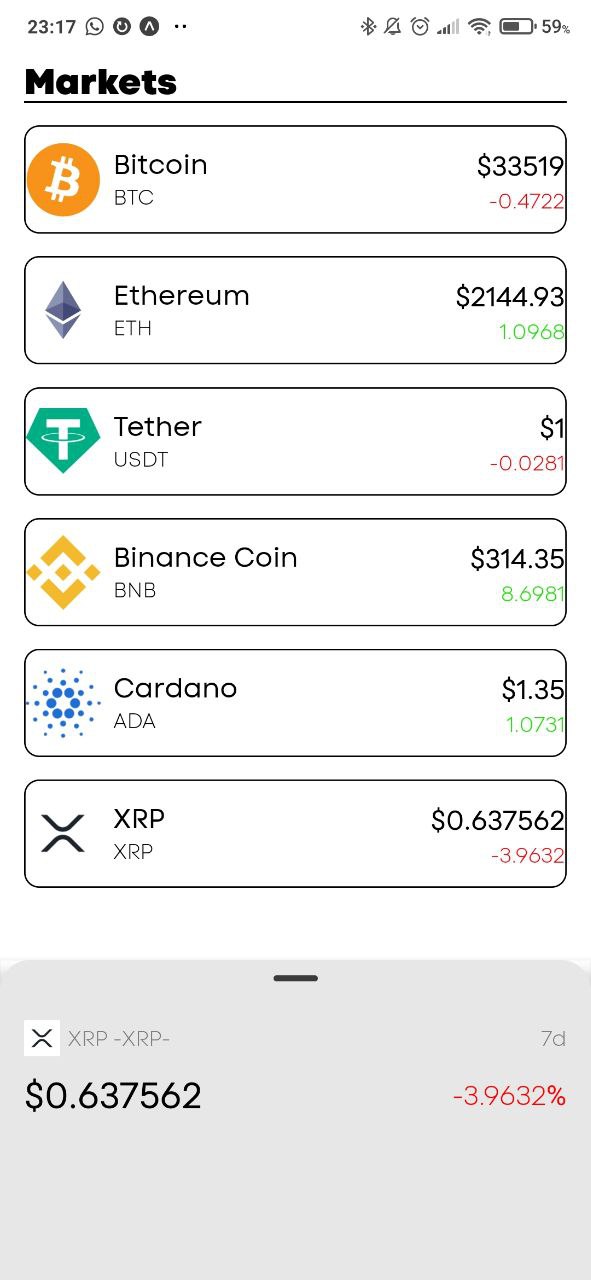 23:17 59%
Markets
Bitcoin $33519
BTC -0.4722
Ethereum $2144.93
ETH 1.0968
Tether $1
USDT -0.0281
Binance Coin $314.35
BNB 8.6981
Cardano $1.35
ADA 1.0731
XRP $0.637562
XRP -3.9632
XRP -XRP- 7d
$0.637562 -3.9632%